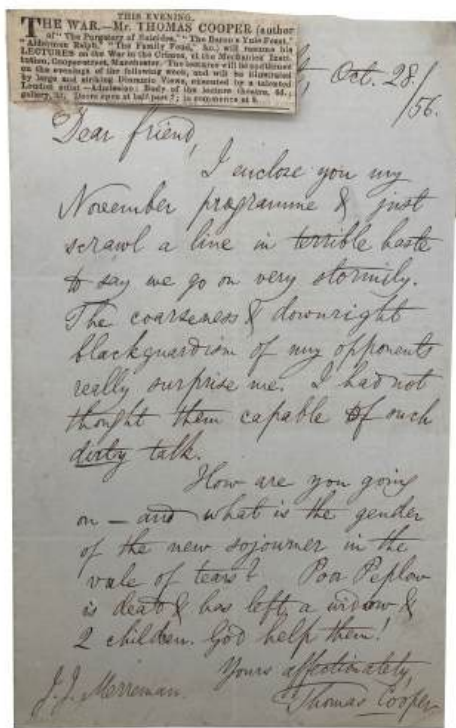 THIS EVENING.
THE WAR.—Mr. THOMAS COOPER (author
of "The Purgatory of Suicides," "The Baron's Yule Feast,"
"Alderman Ralph," "The Family Feud," &c.) will resume his
LECTURES on the War in the Crimea, at the Mechanics' Insti-
tution, Cooper-street, Manchester. The lectures will be continued
on the evenings of the following week, and will be illustrated
by large and striking Dioramic Views, executed by a talented
London artist.—Admission: Body of the lecture theatre, 6d.;
gallery, 3d. Doors open at half-past 7; to commence at 8.
Oct. 28/
/56.
Dear friend,
I enclose you my
November programme & just
scrawl a line in terrible haste
to say we go on very stormily.
The coarseness & downright
blackguardism of my opponents
really surprise me. I had not
thought them capable of such
dirty talk.
How are you going
on — and what is the gender
of the new sojourner in the
vale of tears? Poor Peplow
is dead & has left a widow &
2 children. God help them!
Yours affectionately,
J. J. Merreman. Thomas Cooper